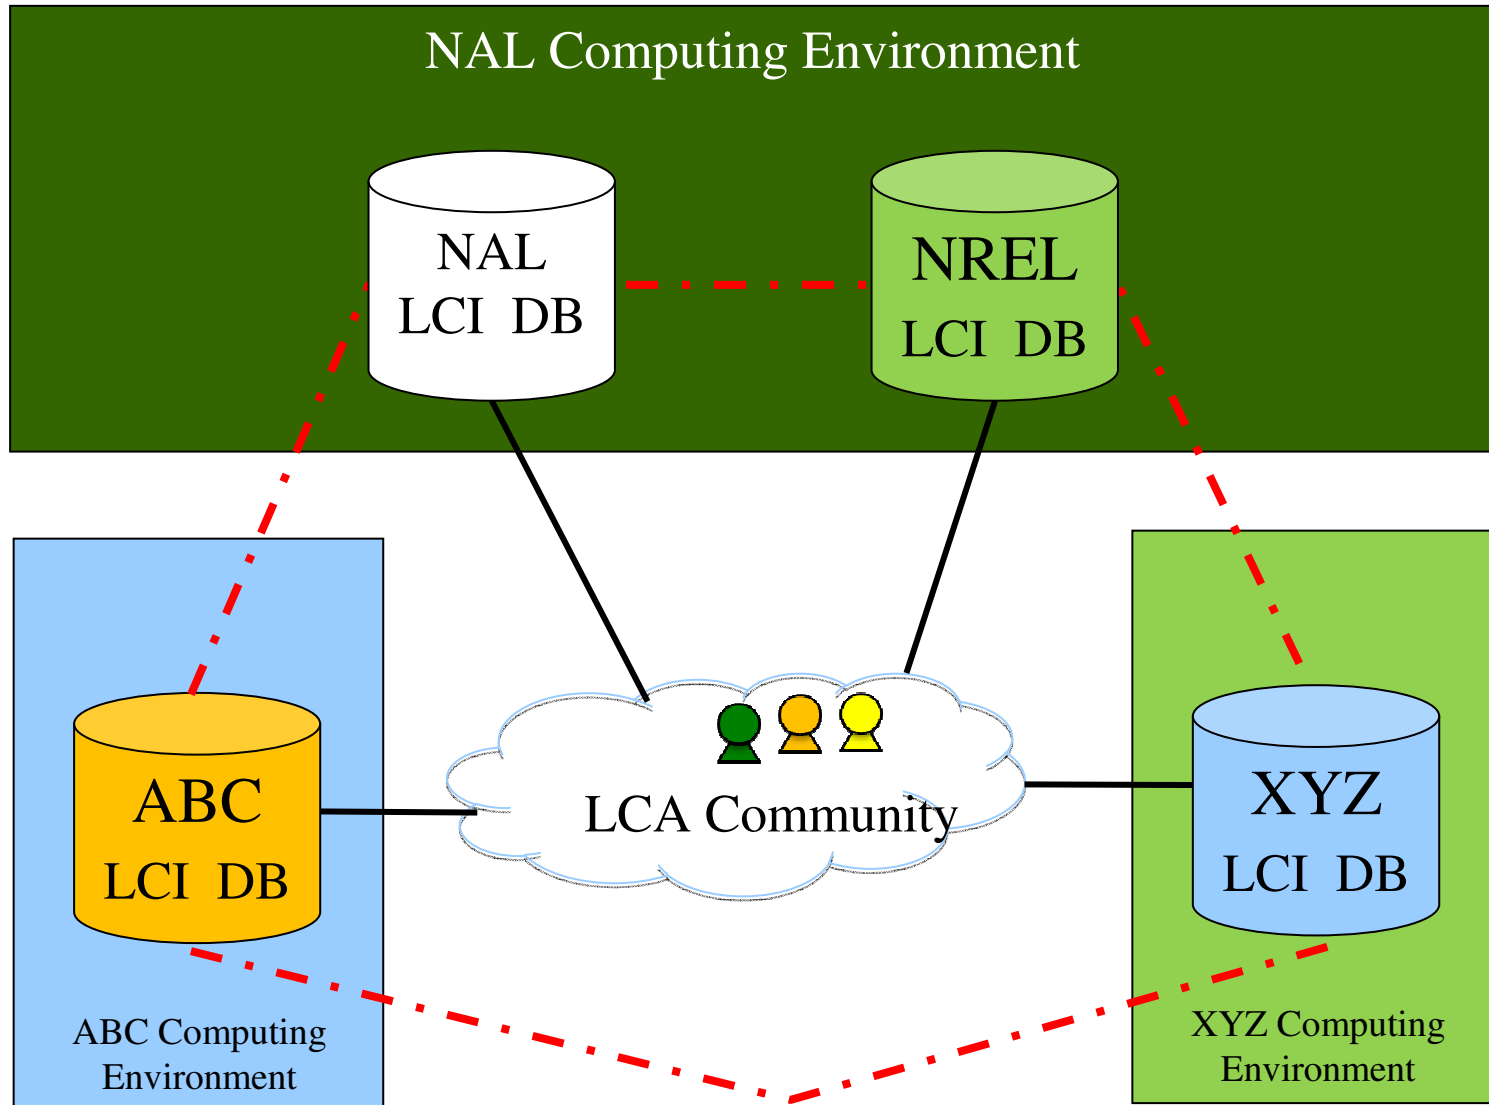 NAL Computing Environment
NAL
LCI DB
NREL
LCI DB
ABC
LCI DB
LCA Community
XYZ
LCI DB
ABC Computing
Environment
XYZ Computing
Environment